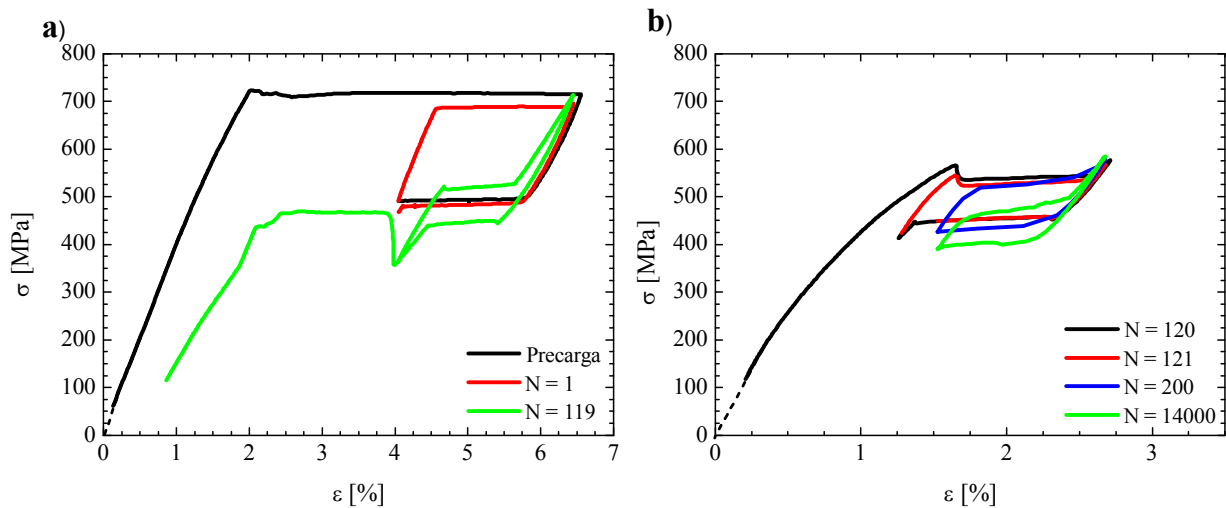 a)
800
700
600
500
400
300
200
100
0
σ [MPa]
0 1 2 3 4 5 6 7
ε [%]
Precarga
N = 1
N = 119
b)
800
700
600
500
400
300
200
100
0
σ [MPa]
0 1 2 3
ε [%]
N = 120
N = 121
N = 200
N = 14000